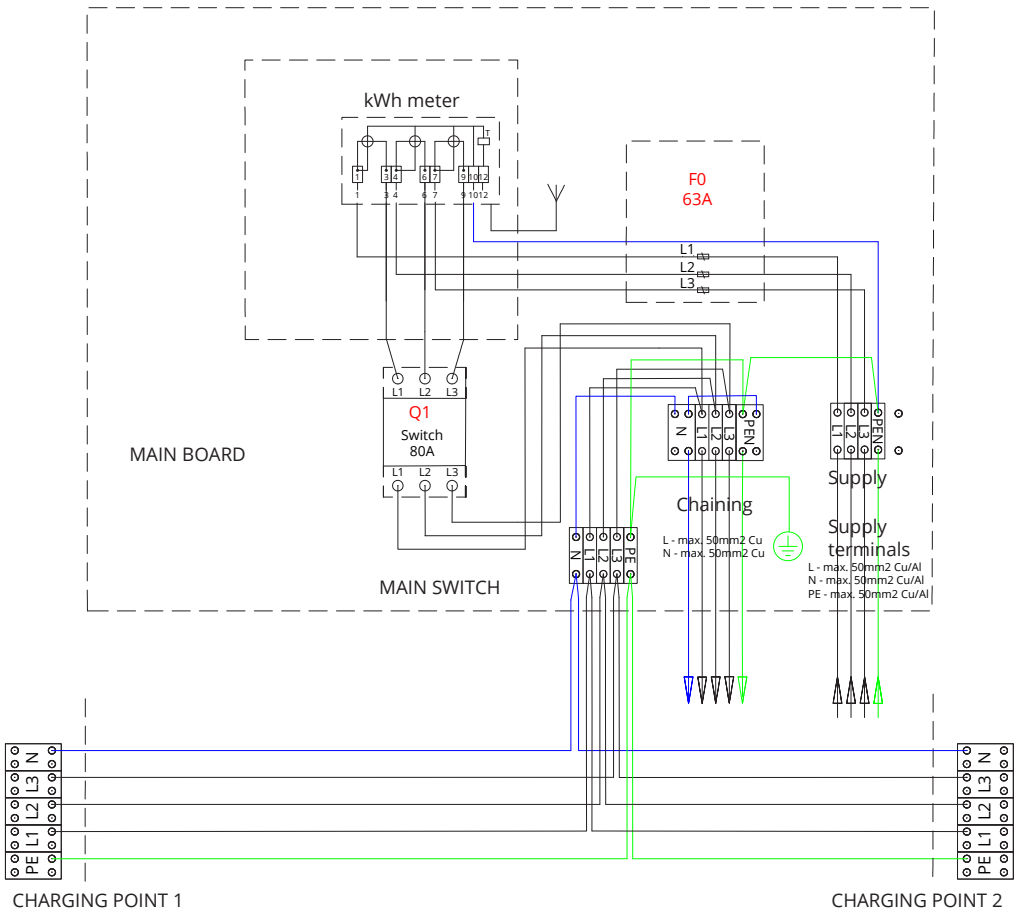 kWh meter
T
1 3 4 6 7 9 10 12
1 3 4 6 7 9 10 12
F0
63A
L1
L2
L3
L1 L2 L3
Q1
Switch
80A
L1 L2 L3
MAIN BOARD
MAIN SWITCH
N L1 L2 L3 PEN
L1 L2 L3 PEN
Supply
Chaining
L - max. 50mm2 Cu
N - max. 50mm2 Cu
Supply
terminals
L - max. 50mm2 Cu/Al
N - max. 50mm2 Cu/Al
PE - max. 50mm2 Cu/Al
N L1 L2 L3 PE
N
L3
L2
L1
PE
N
L3
L2
L1
PE
CHARGING POINT 1
CHARGING POINT 2